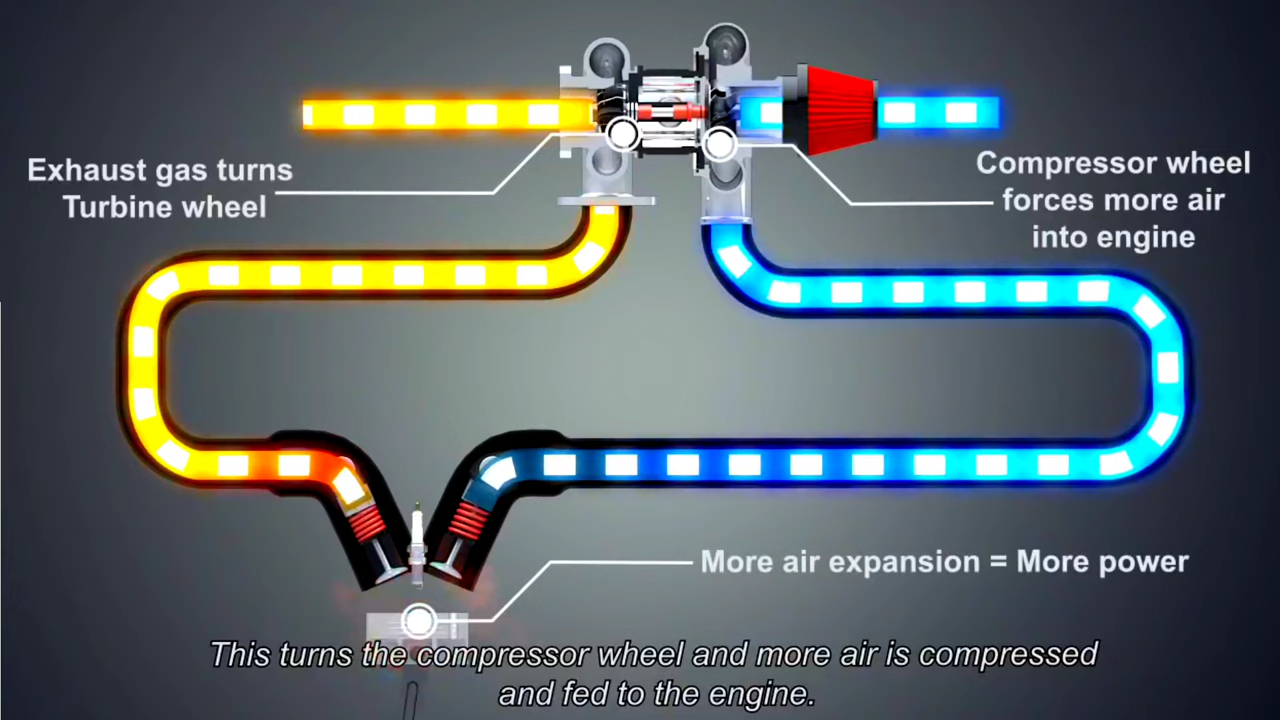 Exhaust gas turns
Turbine wheel
Compressor wheel
forces more air
into engine
More air expansion = More power
This turns the compressor wheel and more air is compressed
and fed to the engine.